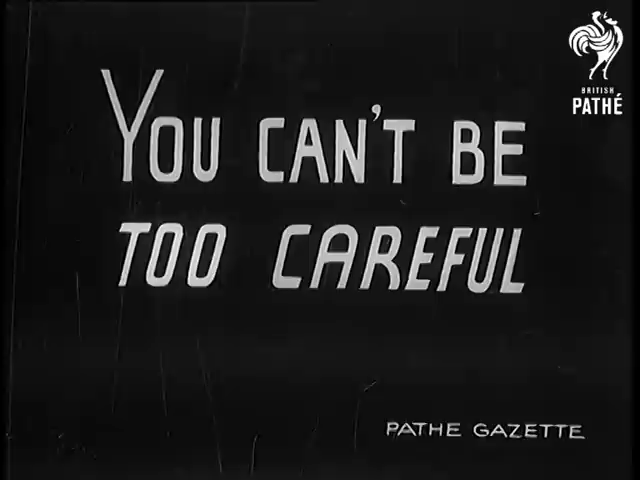 BRITISH
PATHÉ
YOU CAN'T BE
TOO CAREFUL
PATHE GAZETTE